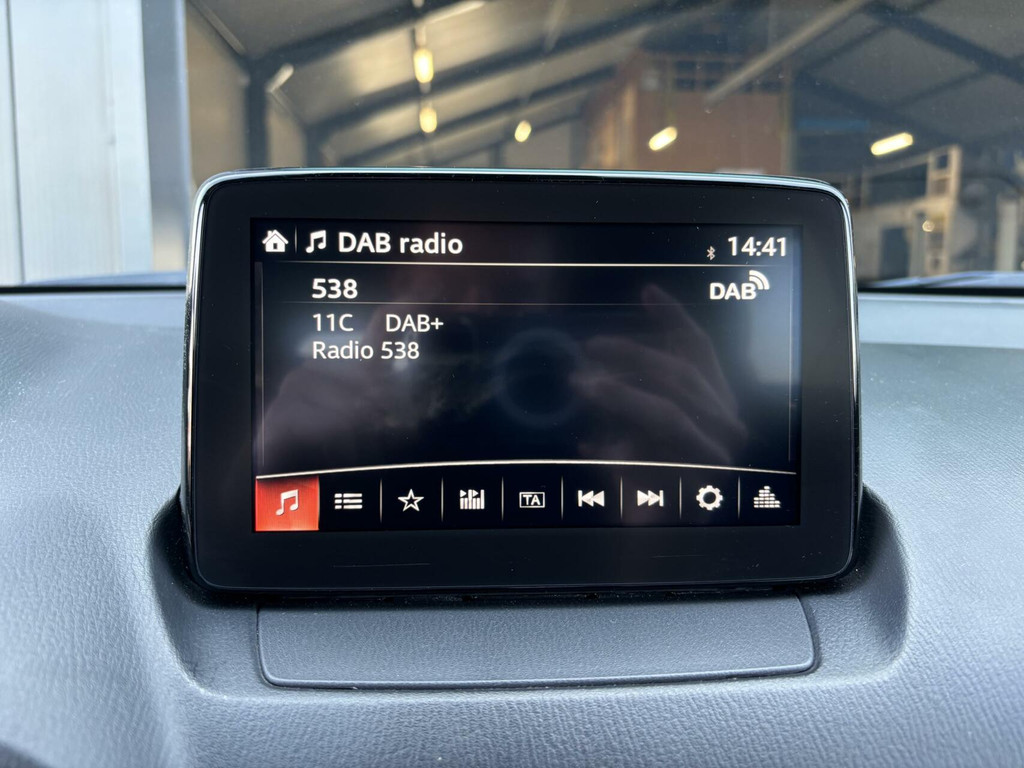 DAB radio 14:41
538 DAB
11C DAB+
Radio 538
TA